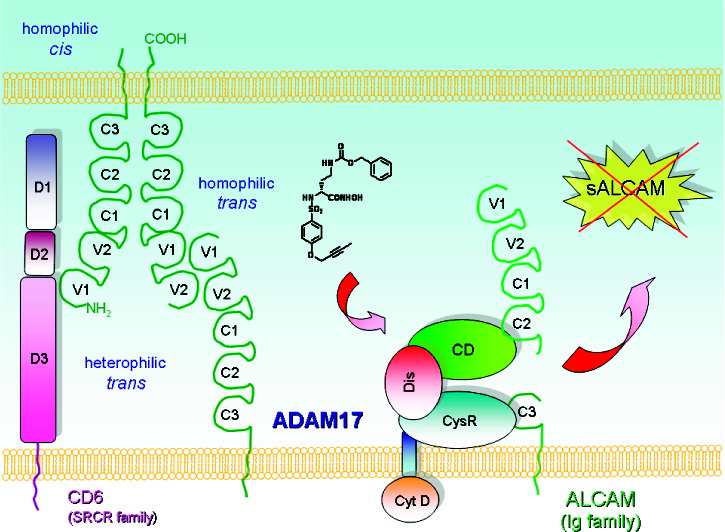 homophilic
cis
COOH
C3
C3
C2
C2
C1
C1
V2
V1
V1
V2
NH2
V1
V2
C1
C2
C3
D1
D2
D3
homophilic
trans
heterophilic
trans
HN
O
O
HN
CONHOH
SO2
O
ADAM17
CD
Dis
CysR
Cyt D
V1
V2
C1
C2
C3
sALCAM
CD6
(SRCR family)
ALCAM
(Ig family)